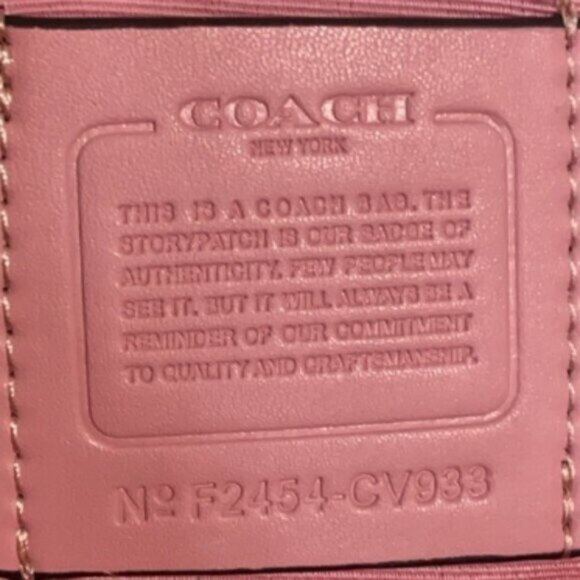 COACH
NEW YORK
THIS IS A COACH BAG. THE
STORYPATCH IS OUR BADGE OF
AUTHENTICITY. FEW PEOPLE MAY
SEE IT. BUT IT WILL ALWAYS BE A
REMINDER OF OUR COMMITMENT
TO QUALITY AND CRAFTSMANSHIP.
Nº F2454-CV933